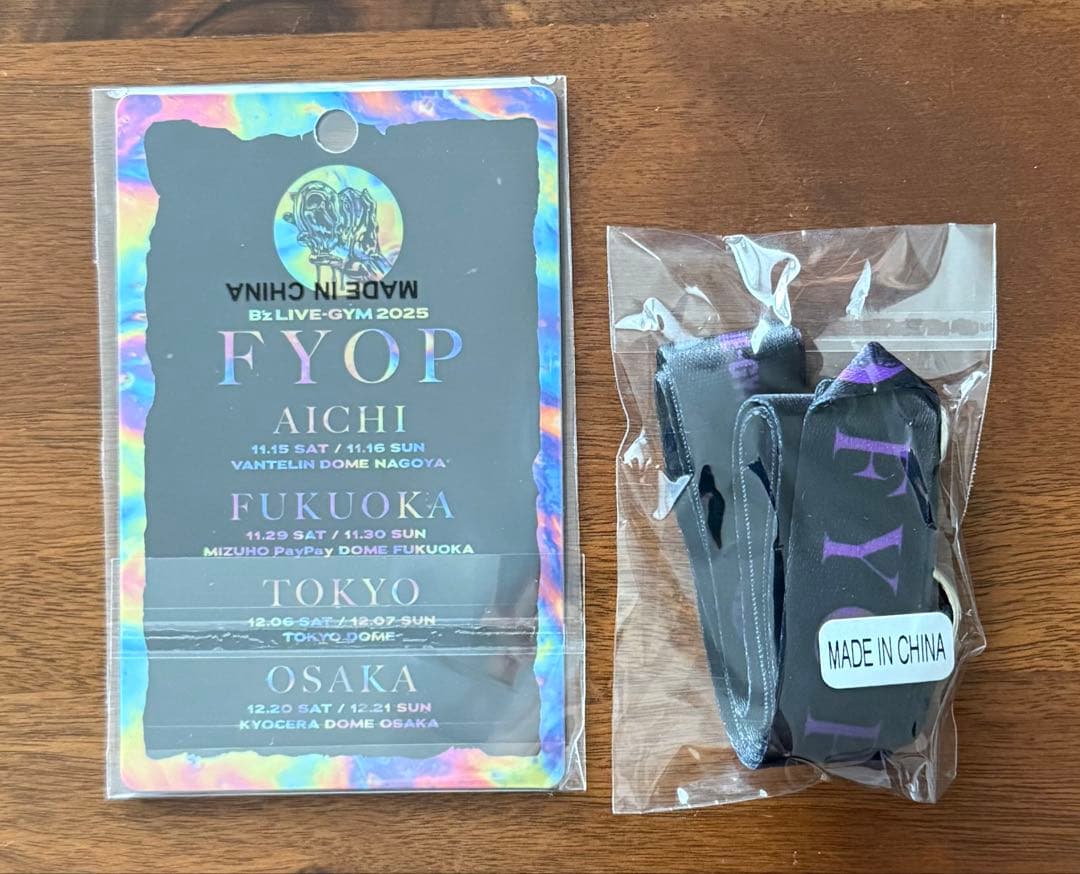 MADE IN CHINA
B'z LIVE-GYM 2025
FYOP
AICHI
11.15 SAT / 11.16 SUN
VANTELIN DOME NAGOYA
FUKUOKA
11.29 SAT / 11.30 SUN
MIZUHO PayPay DOME FUKUOKA
TOKYO
12.06 SAT / 12.07 SUN
TOKYO DOME
OSAKA
12.20 SAT / 12.21 SUN
KYOCERA DOME OSAKA
FYO
MADE IN CHINA